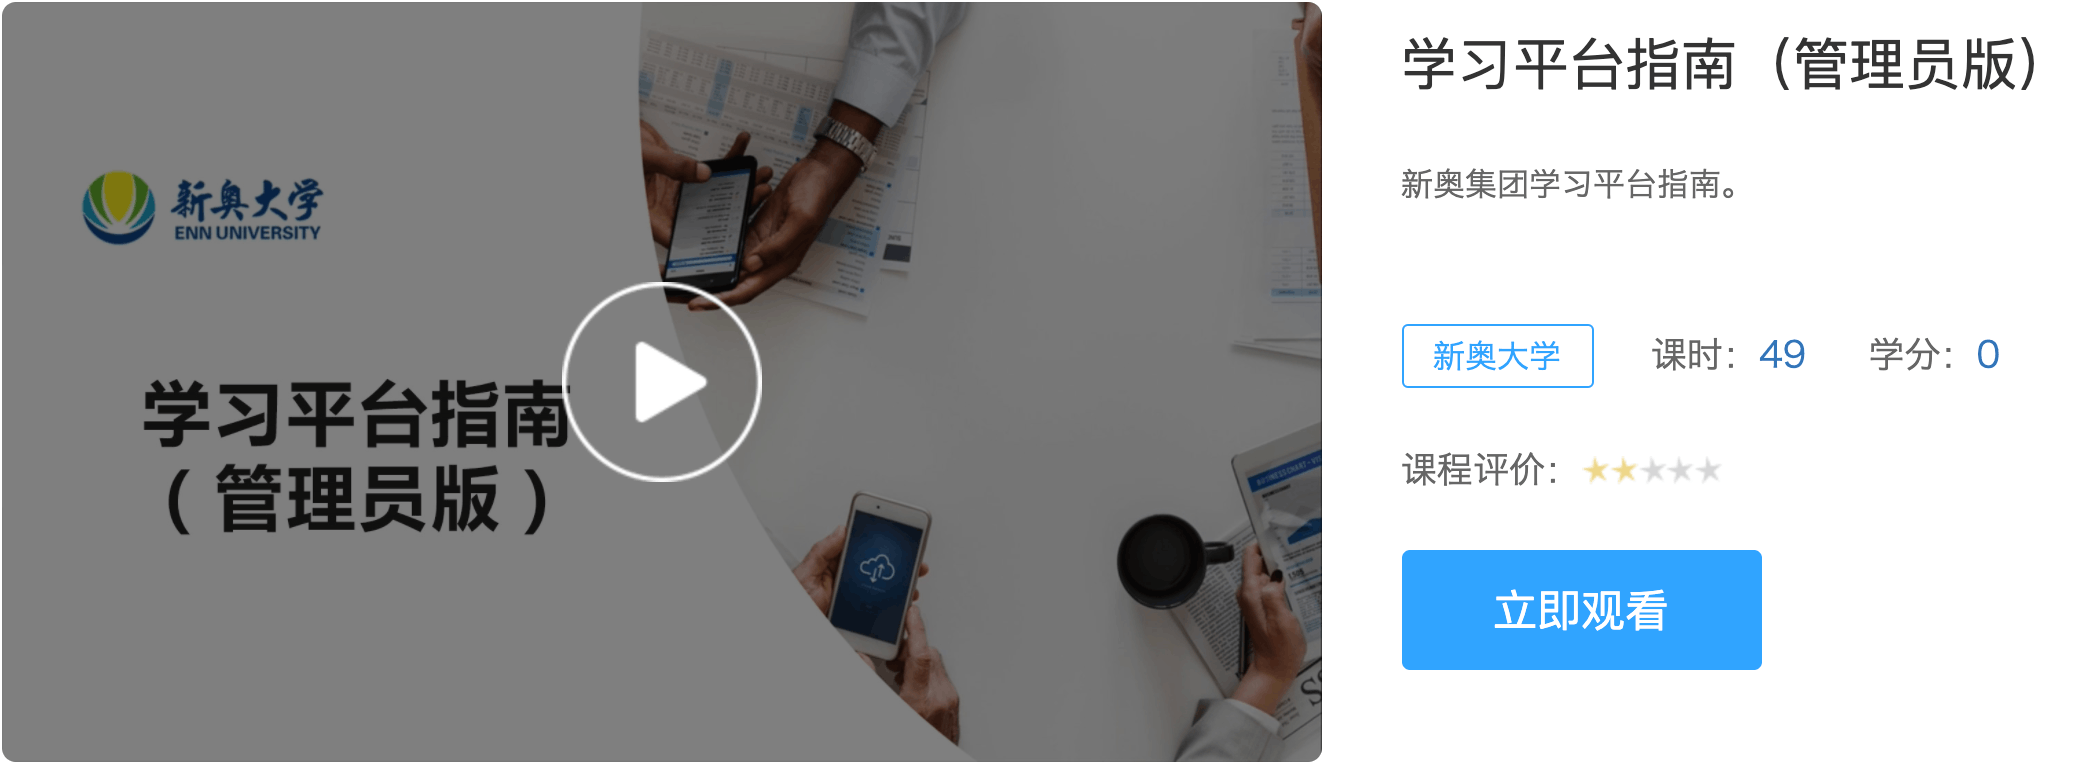 新奥大学
ENN UNIVERSITY
学习平台指南
（管理员版）
BUSINESS CHART
学习平台指南（管理员版）
新奥集团学习平台指南。
新奥大学
课时：49
学分：0
课程评价：
立即观看